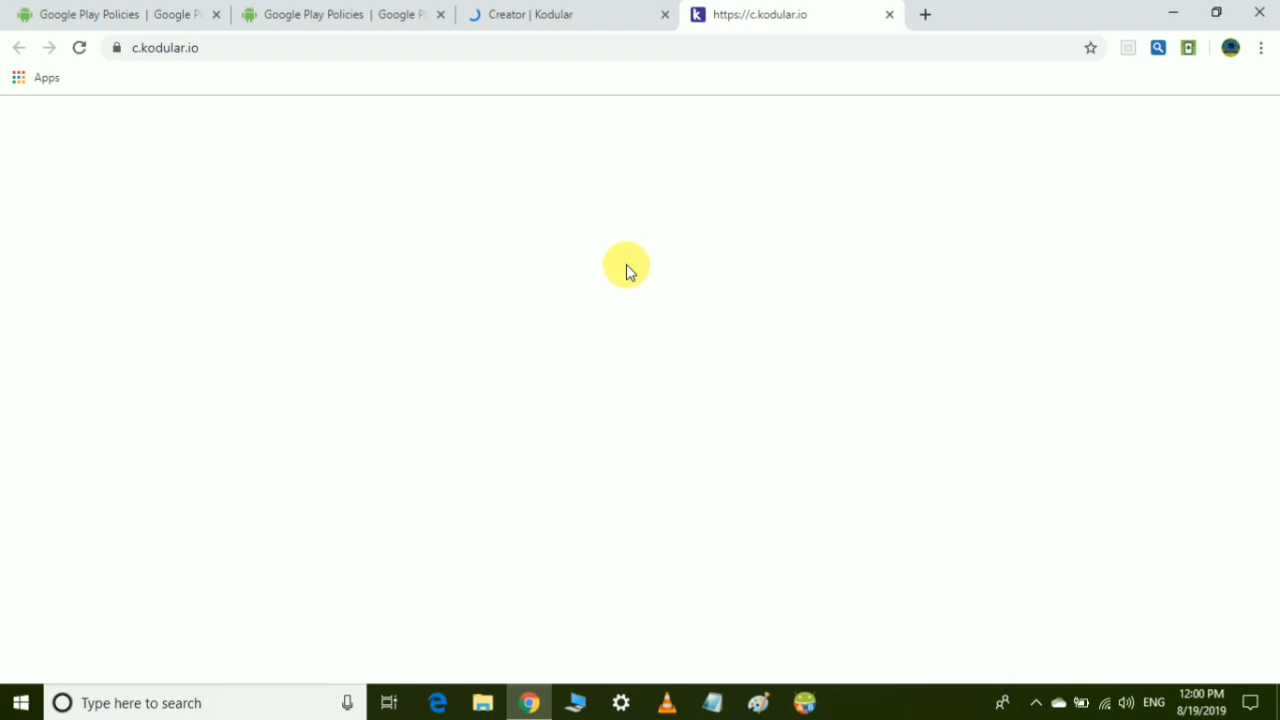 Google Play Policies | Google Pl
Google Play Policies | Google Pl
Creator | Kodular
https://c.kodular.io
c.kodular.io
Apps
Type here to search
ENG
12:00 PM
8/19/2019